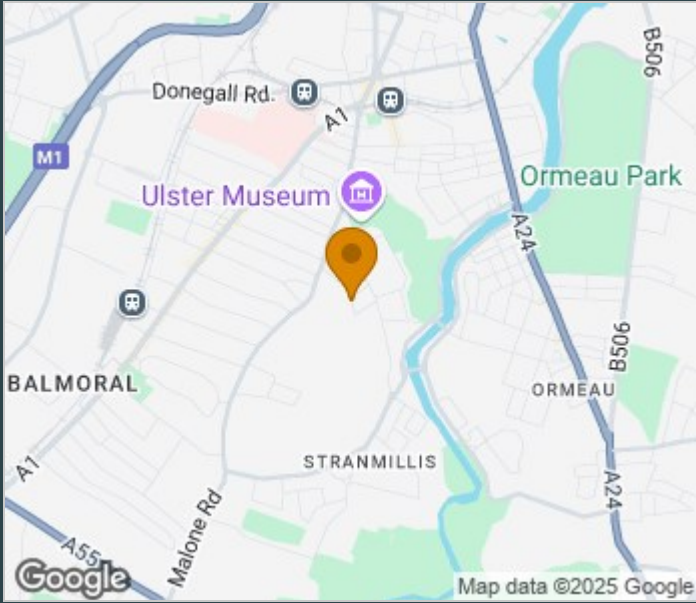 B506
Donegall Rd.
A1
M1
Ulster Museum
Ormeau Park
A24
BALMORAL
B506
ORMEAU
STRANMILLIS
A1
A24
Malone Rd
A55
Google
Map data ©2025 Google